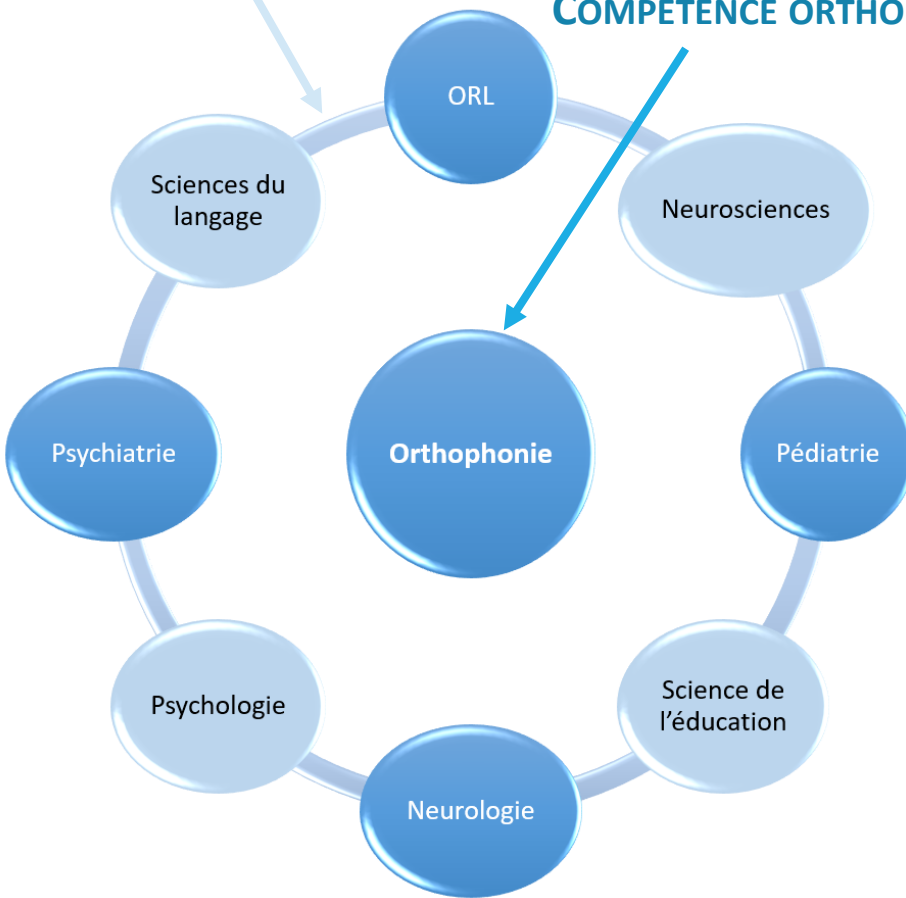 COMPÉTENCE ORTHO
ORL
Sciences du
langage
Neurosciences
Psychiatrie
Orthophonie
Pédiatrie
Psychologie
Science de
l’éducation
Neurologie